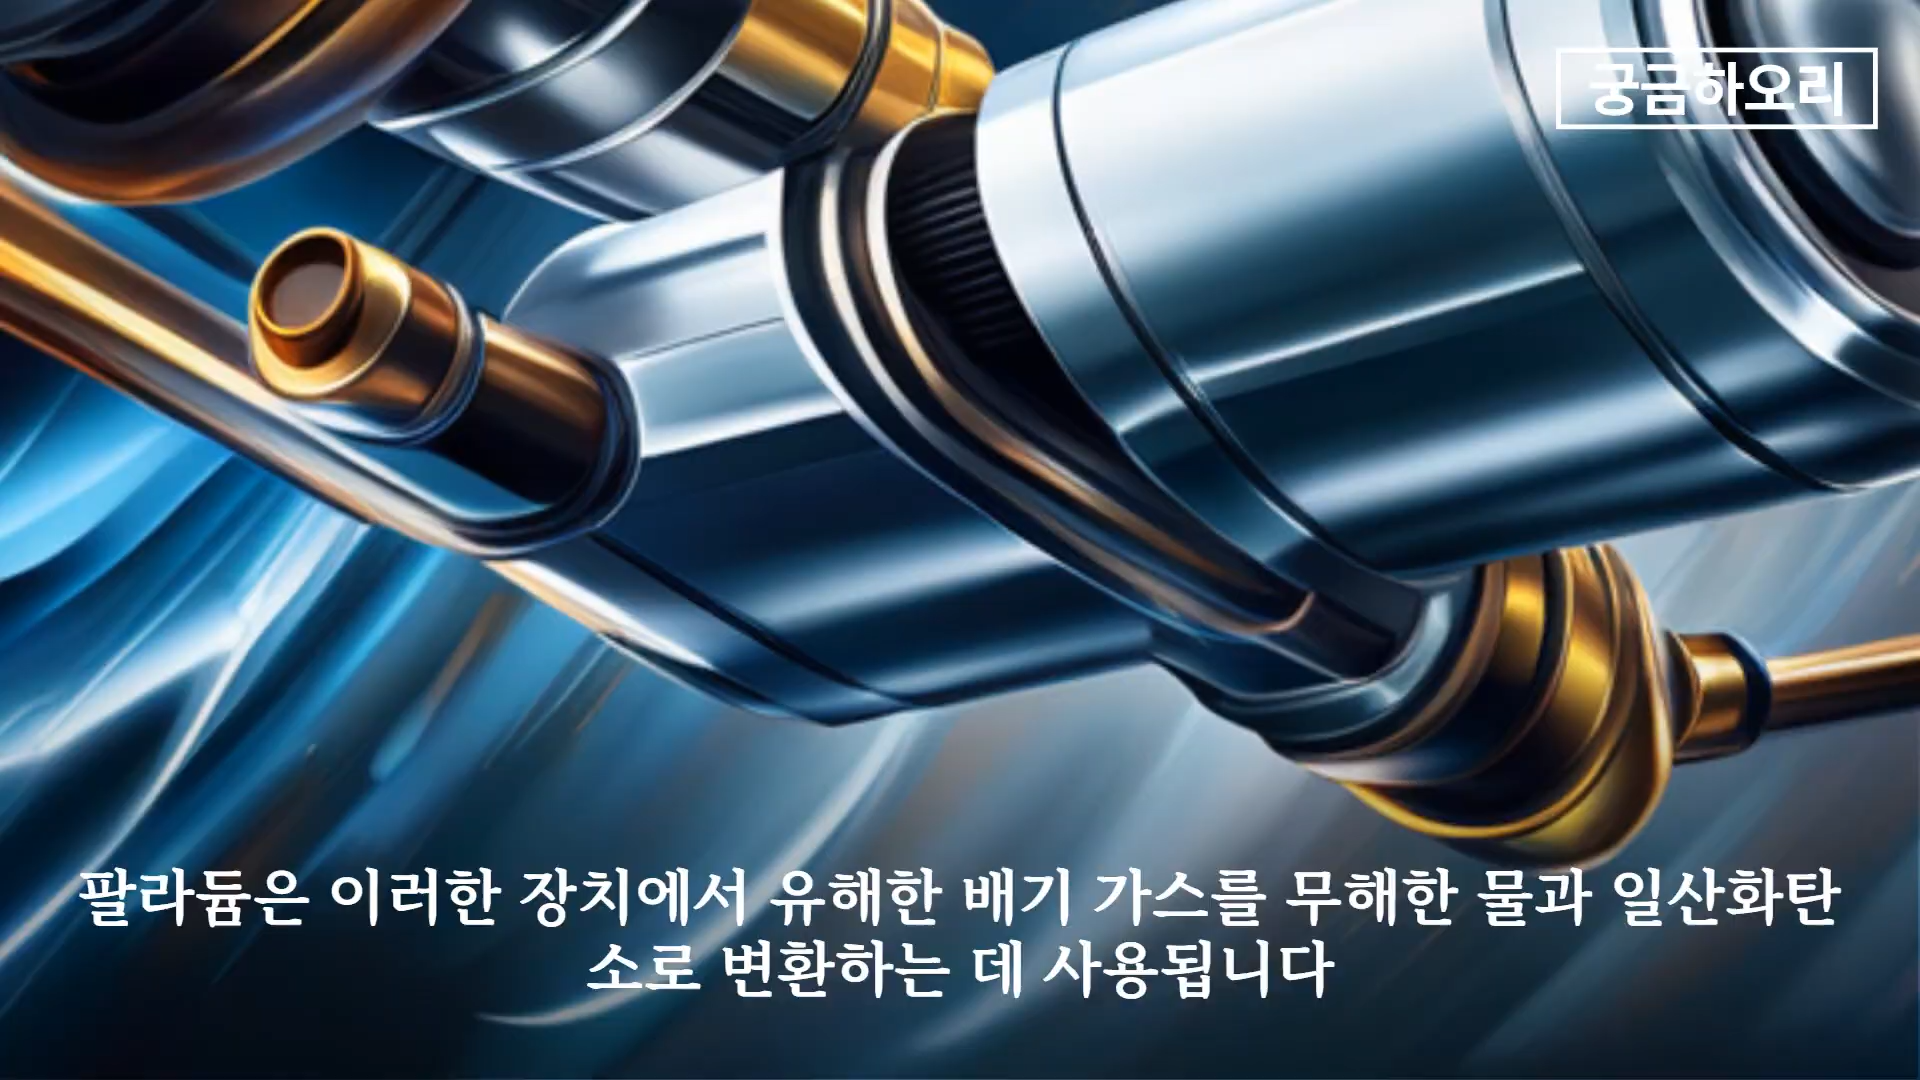 궁금하오리
팔라듐은 이러한 장치에서 유해한 배기 가스를 무해한 물과 일산화탄
소로 변환하는 데 사용됩니다